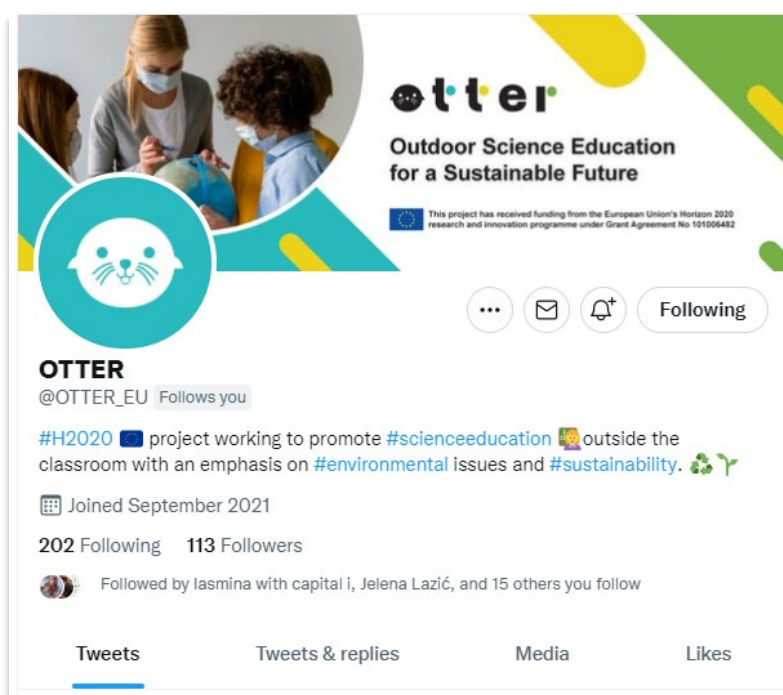 otter
Outdoor Science Education
for a Sustainable Future
This project has received funding from the European Union's Horizon 2020
research and innovation programme under Grant Agreement No 101006482
Following
OTTER
@OTTER_EU Follows you
#H2020 🇪🇺 project working to promote #scienceeducation 👩‍🏫outside the
classroom with an emphasis on #environmental issues and #sustainability. ♻️🌱
Joined September 2021
202 Following 113 Followers
Followed by Iasmina with capital i, Jelena Lazić, and 15 others you follow
Tweets Tweets & replies Media Likes